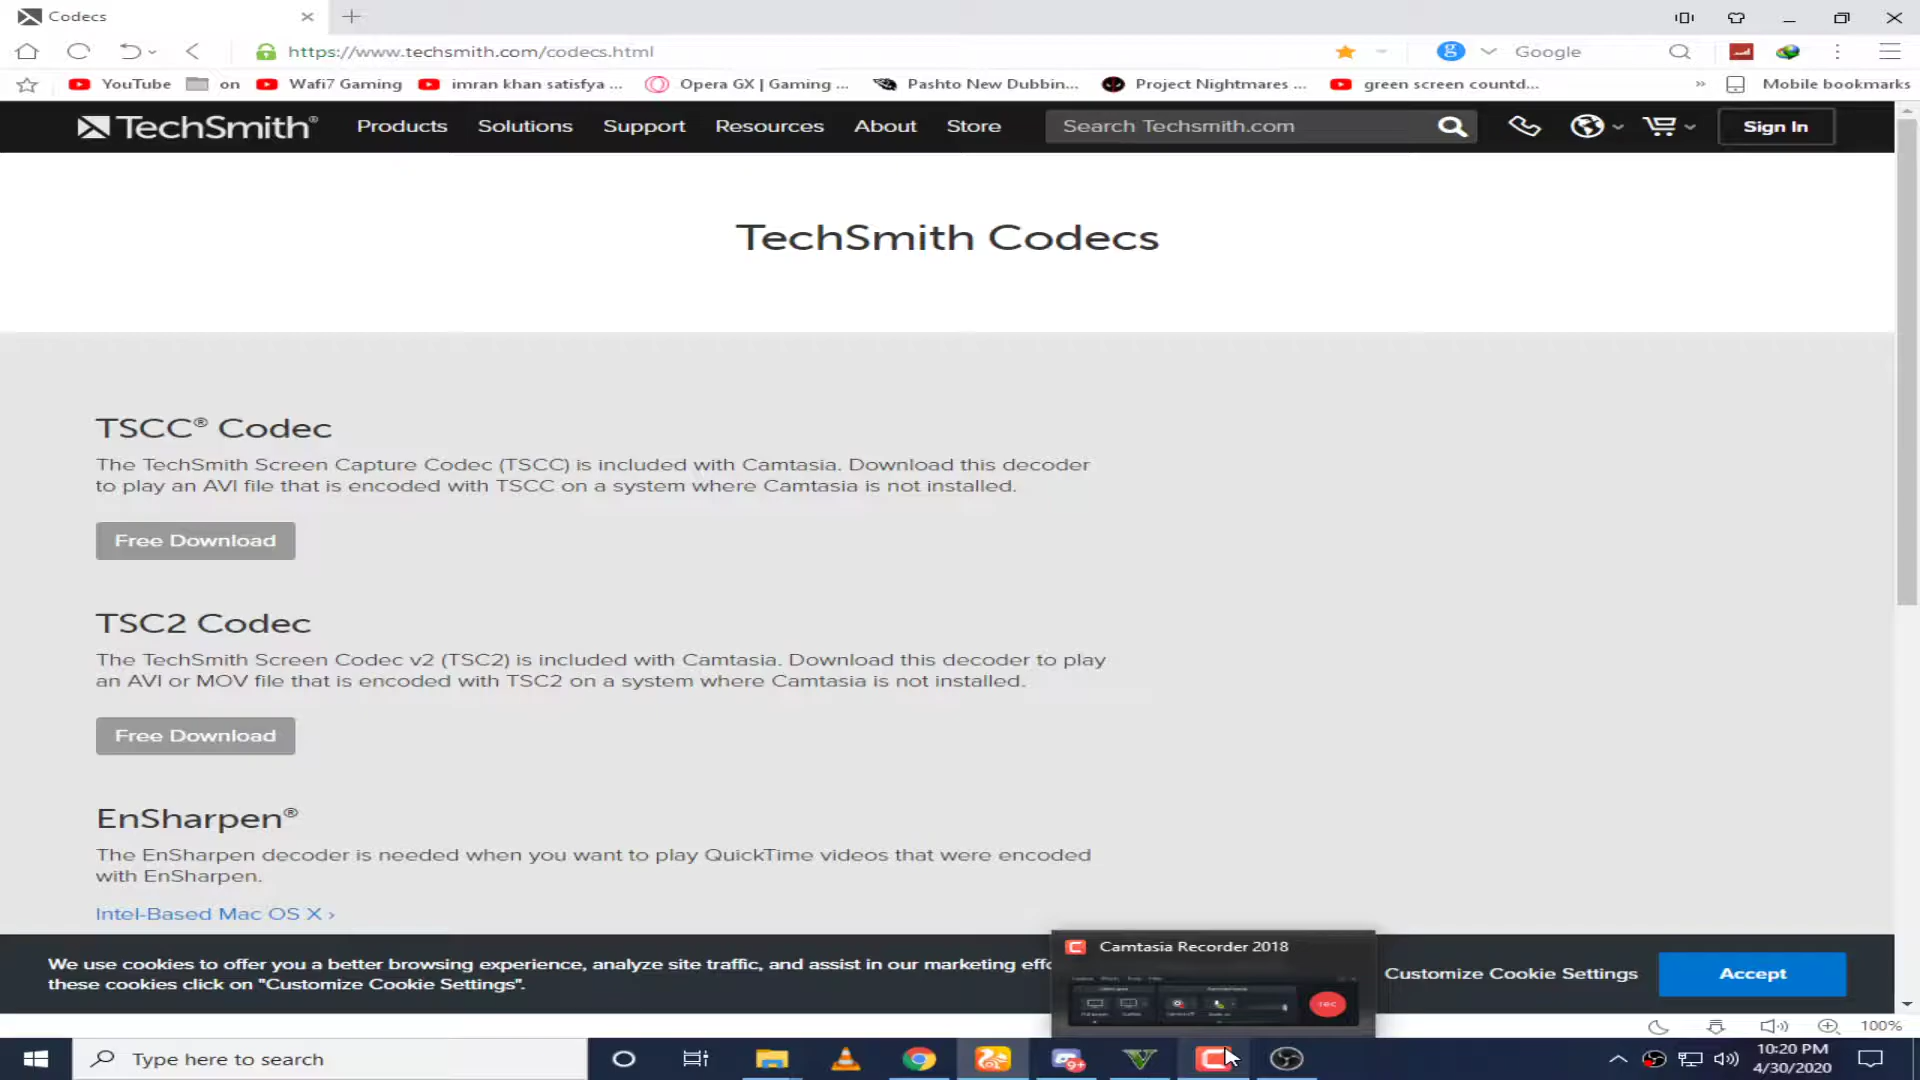 Codecs
https://www.techsmith.com/codecs.html
Google
YouTube
on
Wafi7 Gaming
imran khan satisfya ...
Opera GX | Gaming ...
Pashto New Dubbin...
Project Nightmares ...
green screen countd...
Mobile bookmarks
TechSmith®
Products
Solutions
Support
Resources
About
Store
Search Techsmith.com
Sign In
TechSmith Codecs
TSCC® Codec
The TechSmith Screen Capture Codec (TSCC) is included with Camtasia. Download this decoder
to play an AVI file that is encoded with TSCC on a system where Camtasia is not installed.
Free Download
TSC2 Codec
The TechSmith Screen Codec v2 (TSC2) is included with Camtasia. Download this decoder to play
an AVI or MOV file that is encoded with TSC2 on a system where Camtasia is not installed.
Free Download
EnSharpen®
The EnSharpen decoder is needed when you want to play QuickTime videos that were encoded
with EnSharpen.
Intel-Based Mac OS X ›
We use cookies to offer you a better browsing experience, analyze site traffic, and assist in our marketing effo
these cookies click on "Customize Cookie Settings".
Camtasia Recorder 2018
rec
Customize Cookie Settings
Accept
100%
Type here to search
9+
10:20 PM
4/30/2020